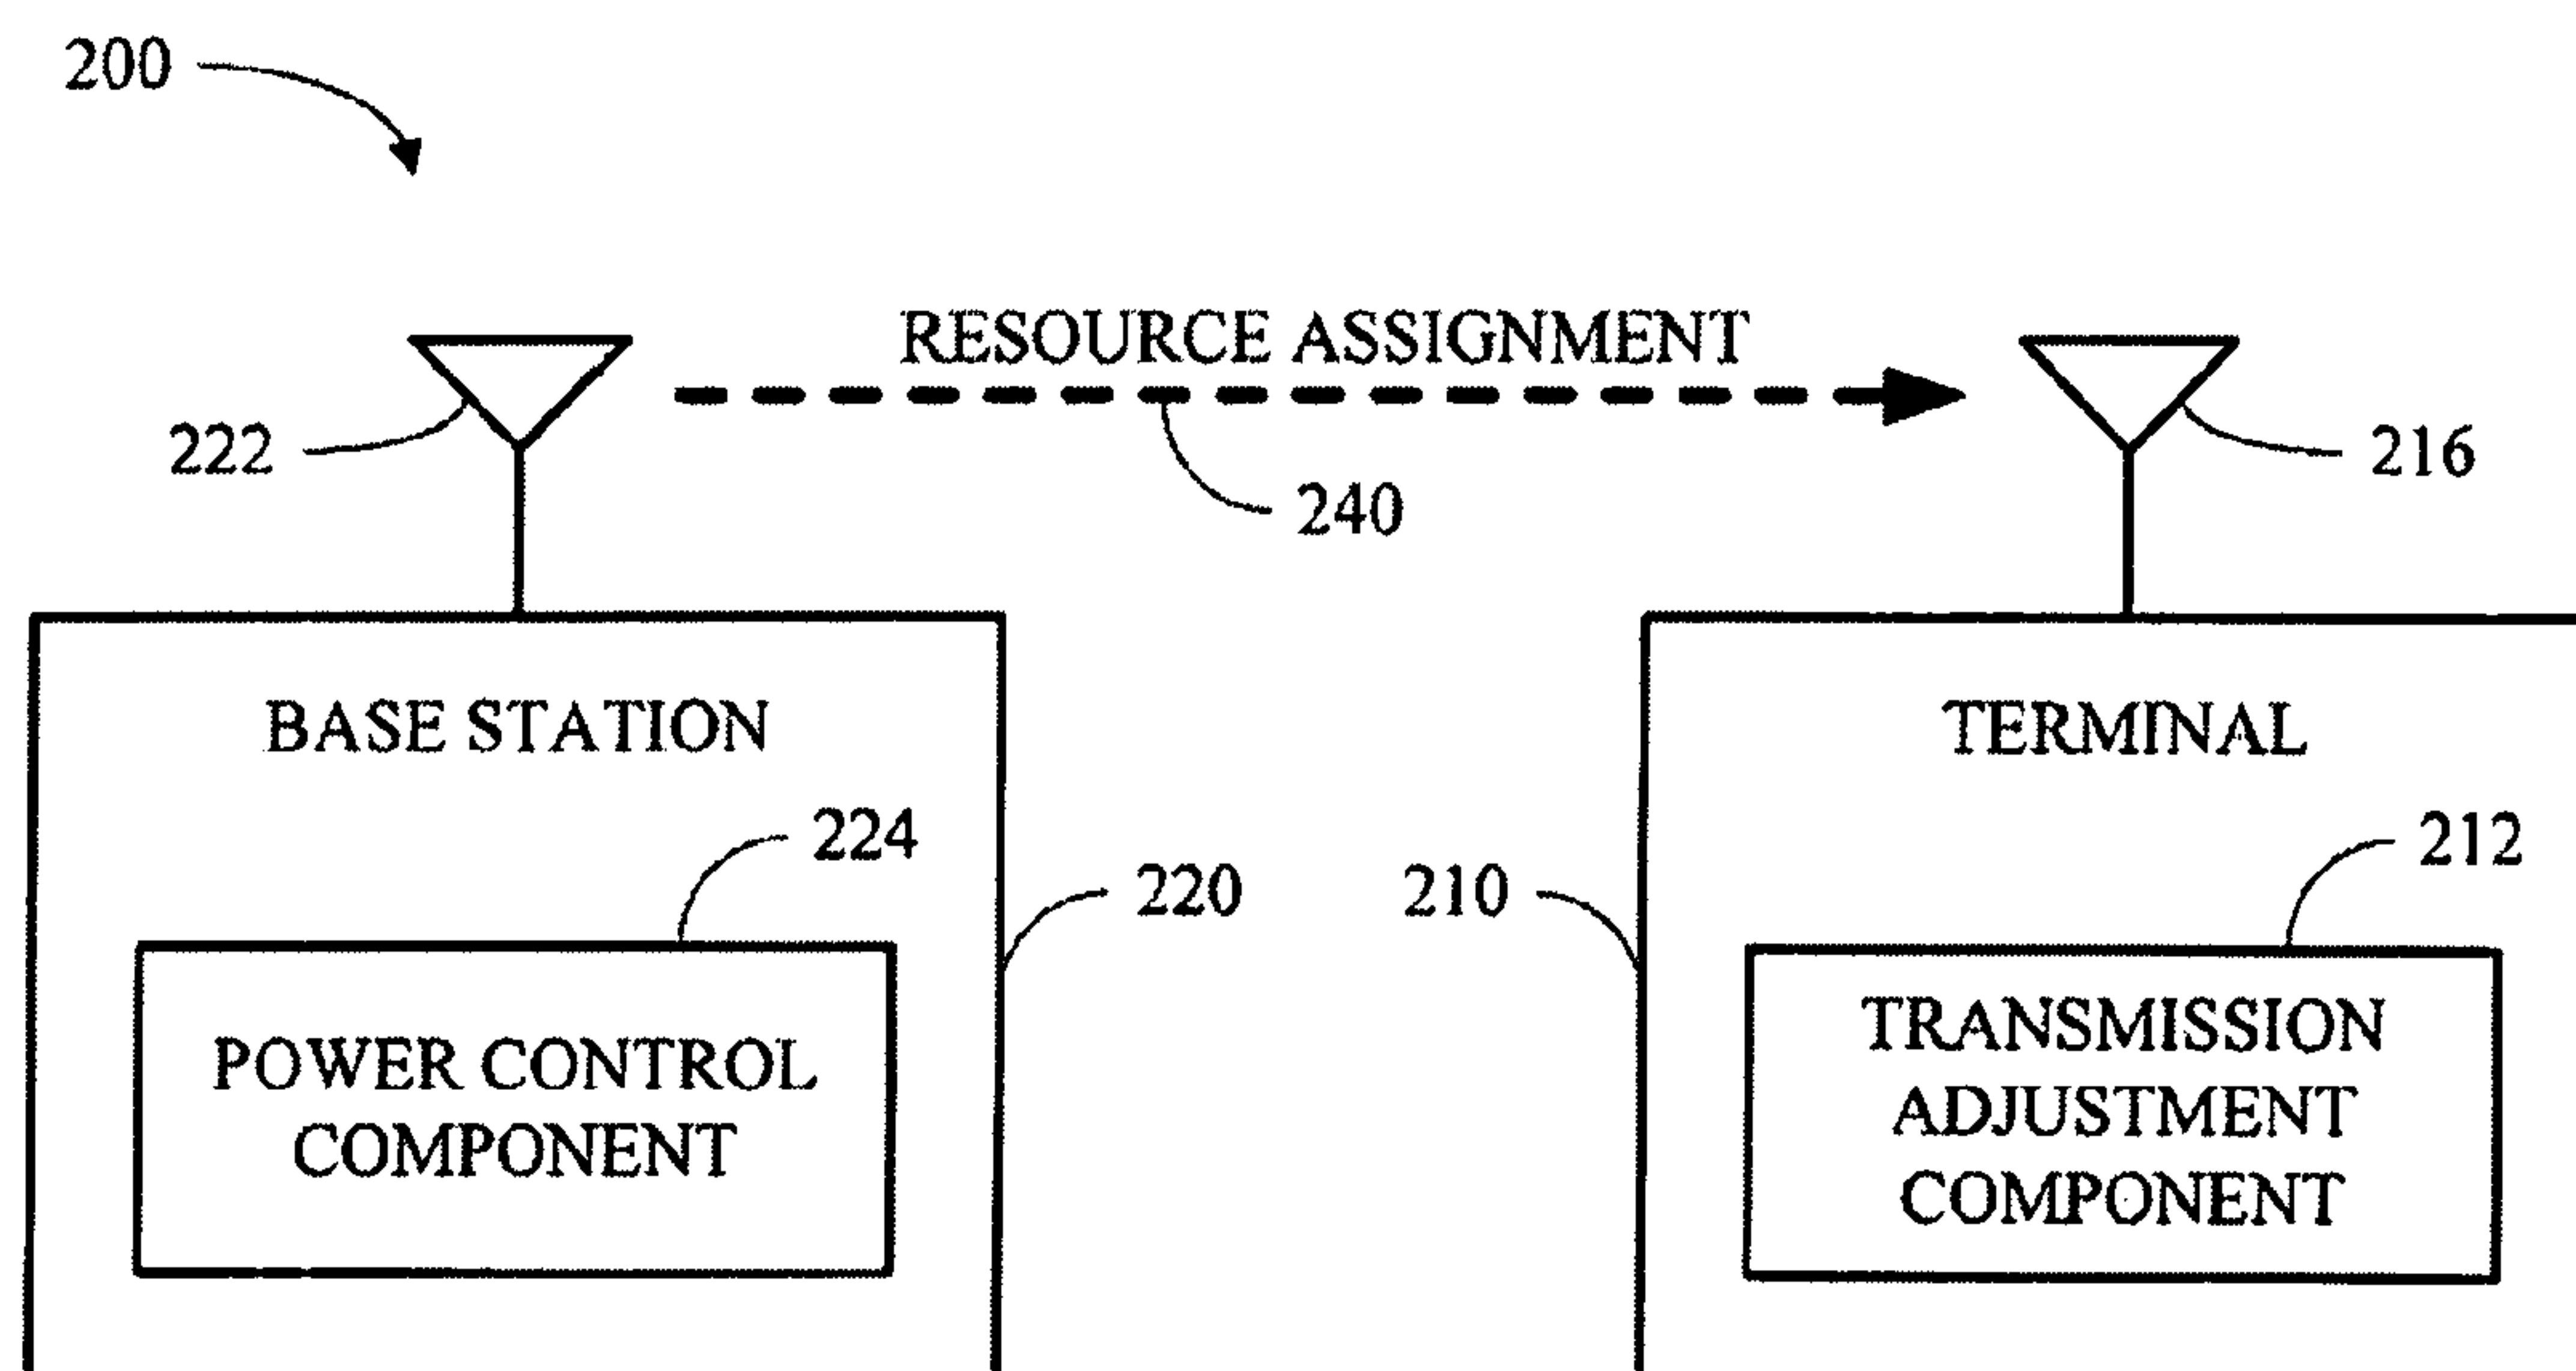 200
RESOURCE ASSIGNMENT
222
240
216
BASE STATION
TERMINAL
224
212
220
210
POWER CONTROL
COMPONENT
TRANSMISSION
ADJUSTMENT
COMPONENT